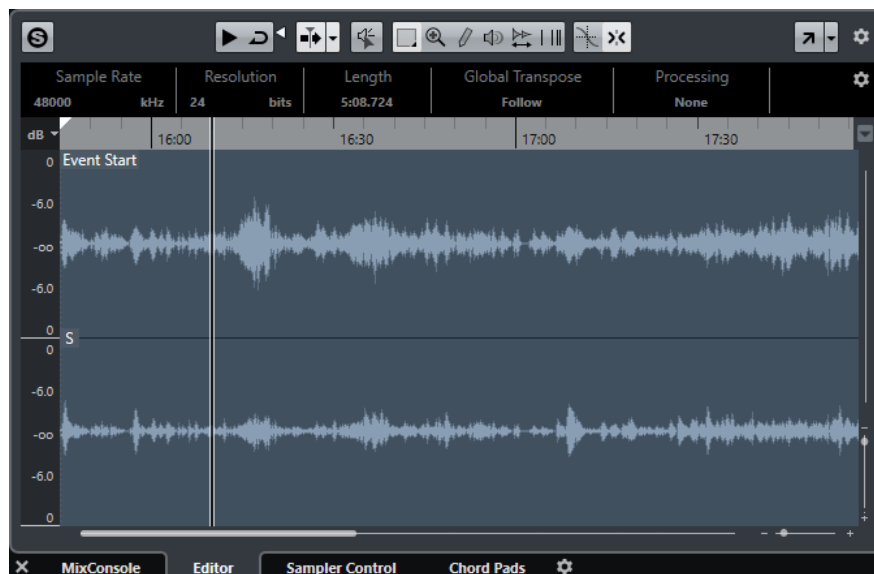 Sample Rate Resolution Length Global Transpose Processing
48000 kHz 24 bits 5:08.724 Follow None
dB 16:00 16:30 17:00 17:30
0 Event Start
-6.0
-∞
-6.0
0
S
0
-6.0
-∞
-6.0
0
MixConsole Editor Sampler Control Chord Pads